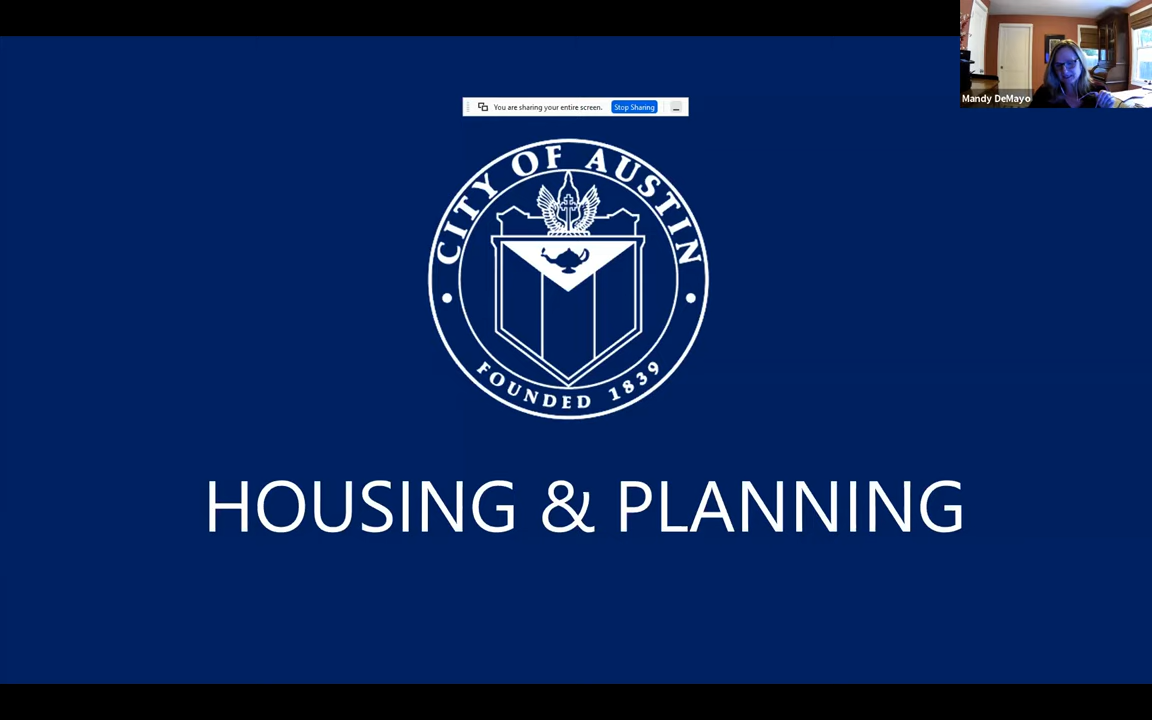 Mandy DeMayo
You are sharing your entire screen.
Stop Sharing
CITY OF AUSTIN
FOUNDED 1839
HOUSING & PLANNING